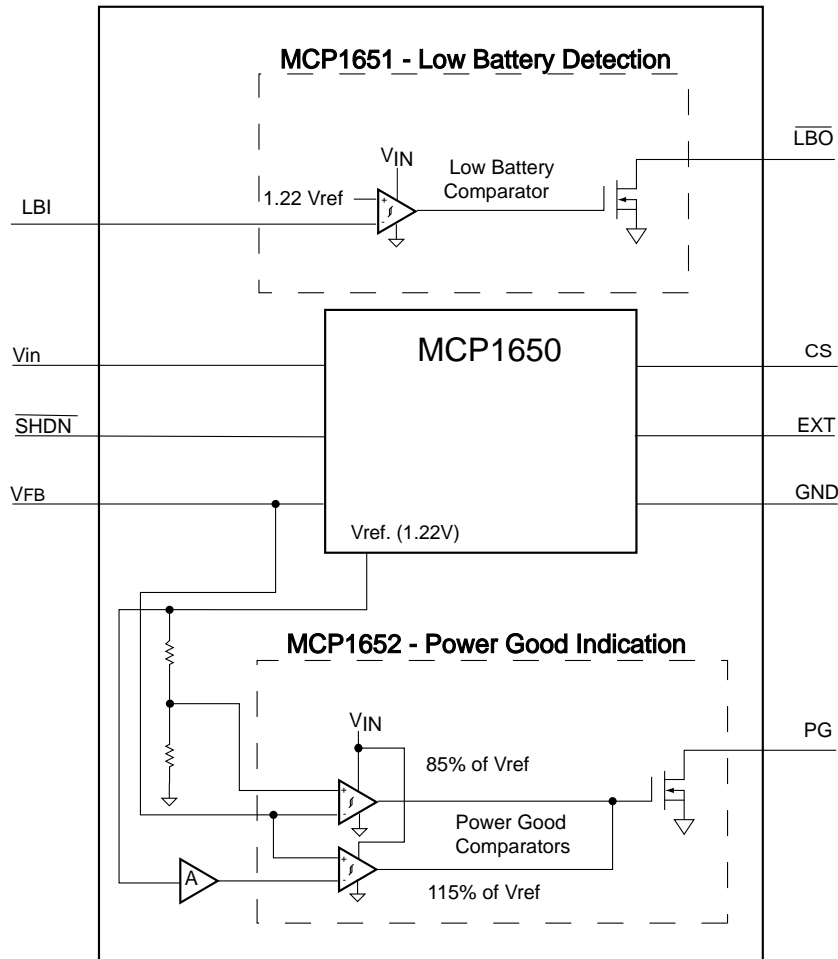 MCP1651 - Low Battery Detection
LBO
VIN
Low Battery
Comparator
1.22 Vref
+
-
LBI
MCP1650
Vin
CS
SHDN
EXT
VFB
GND
Vref. (1.22V)
MCP1652 - Power Good Indication
VIN
PG
85% of Vref
+
-
Power Good
Comparators
+
-
A
115% of Vref